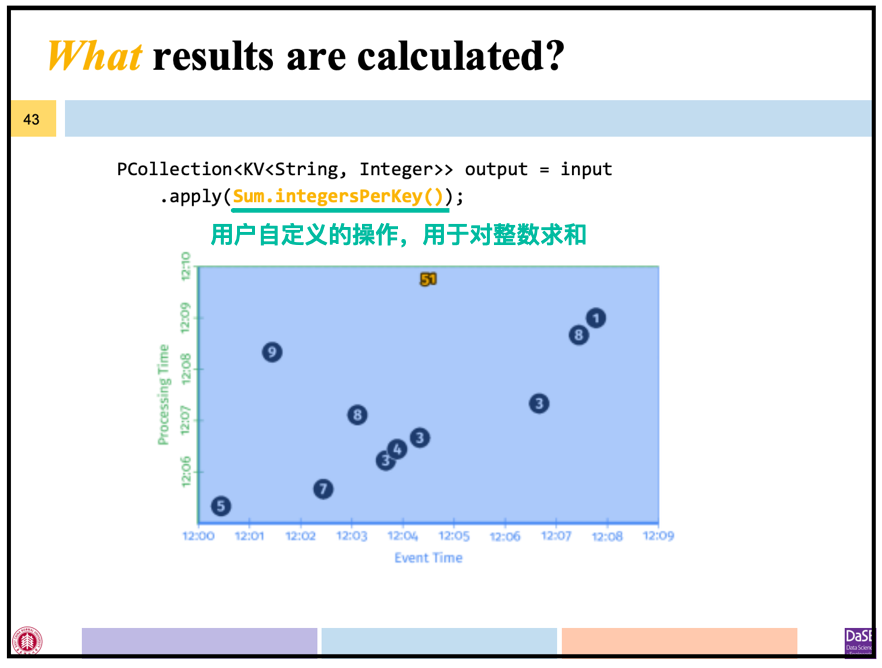 What results are calculated?
43
PCollection<KV<String, Integer>> output = input
.apply(Sum.integersPerKey());
用户自定义的操作，用于对整数求和
12:10
51
12:09
1
8
9
12:08
3
8
12:07
3
4
3
12:06
7
5
Processing Time
12:00 12:01 12:02 12:03 12:04 12:05 12:06 12:07 12:08 12:09
Event Time
DaSE